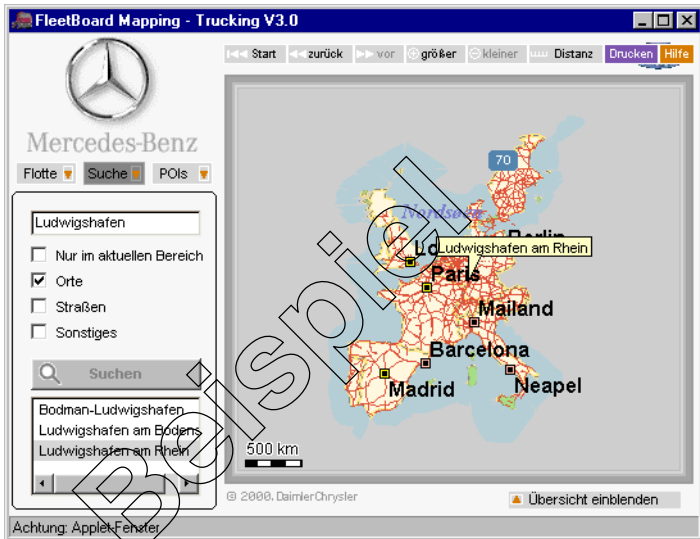 FleetBoard Mapping - Trucking V3.0
Start zurück vor größer kleiner Distanz Drucken Hilfe
Mercedes-Benz
Flotte Suche POIs
Ludwigshafen
Nur im aktuellen Bereich
Orte
Straßen
Sonstiges
Suchen
Bodman-Ludwigshafen
Ludwigshafen am Bodens
Ludwigshafen am Rhein
70
Nordsøen
Berlin
Lo
Ludwigshafen am Rhein
Paris
Mailand
Barcelona
Madrid
Neapel
500 km
Beispiel
© 2000, DaimlerChrysler
Übersicht einblenden
Achtung: Applet-Fenster